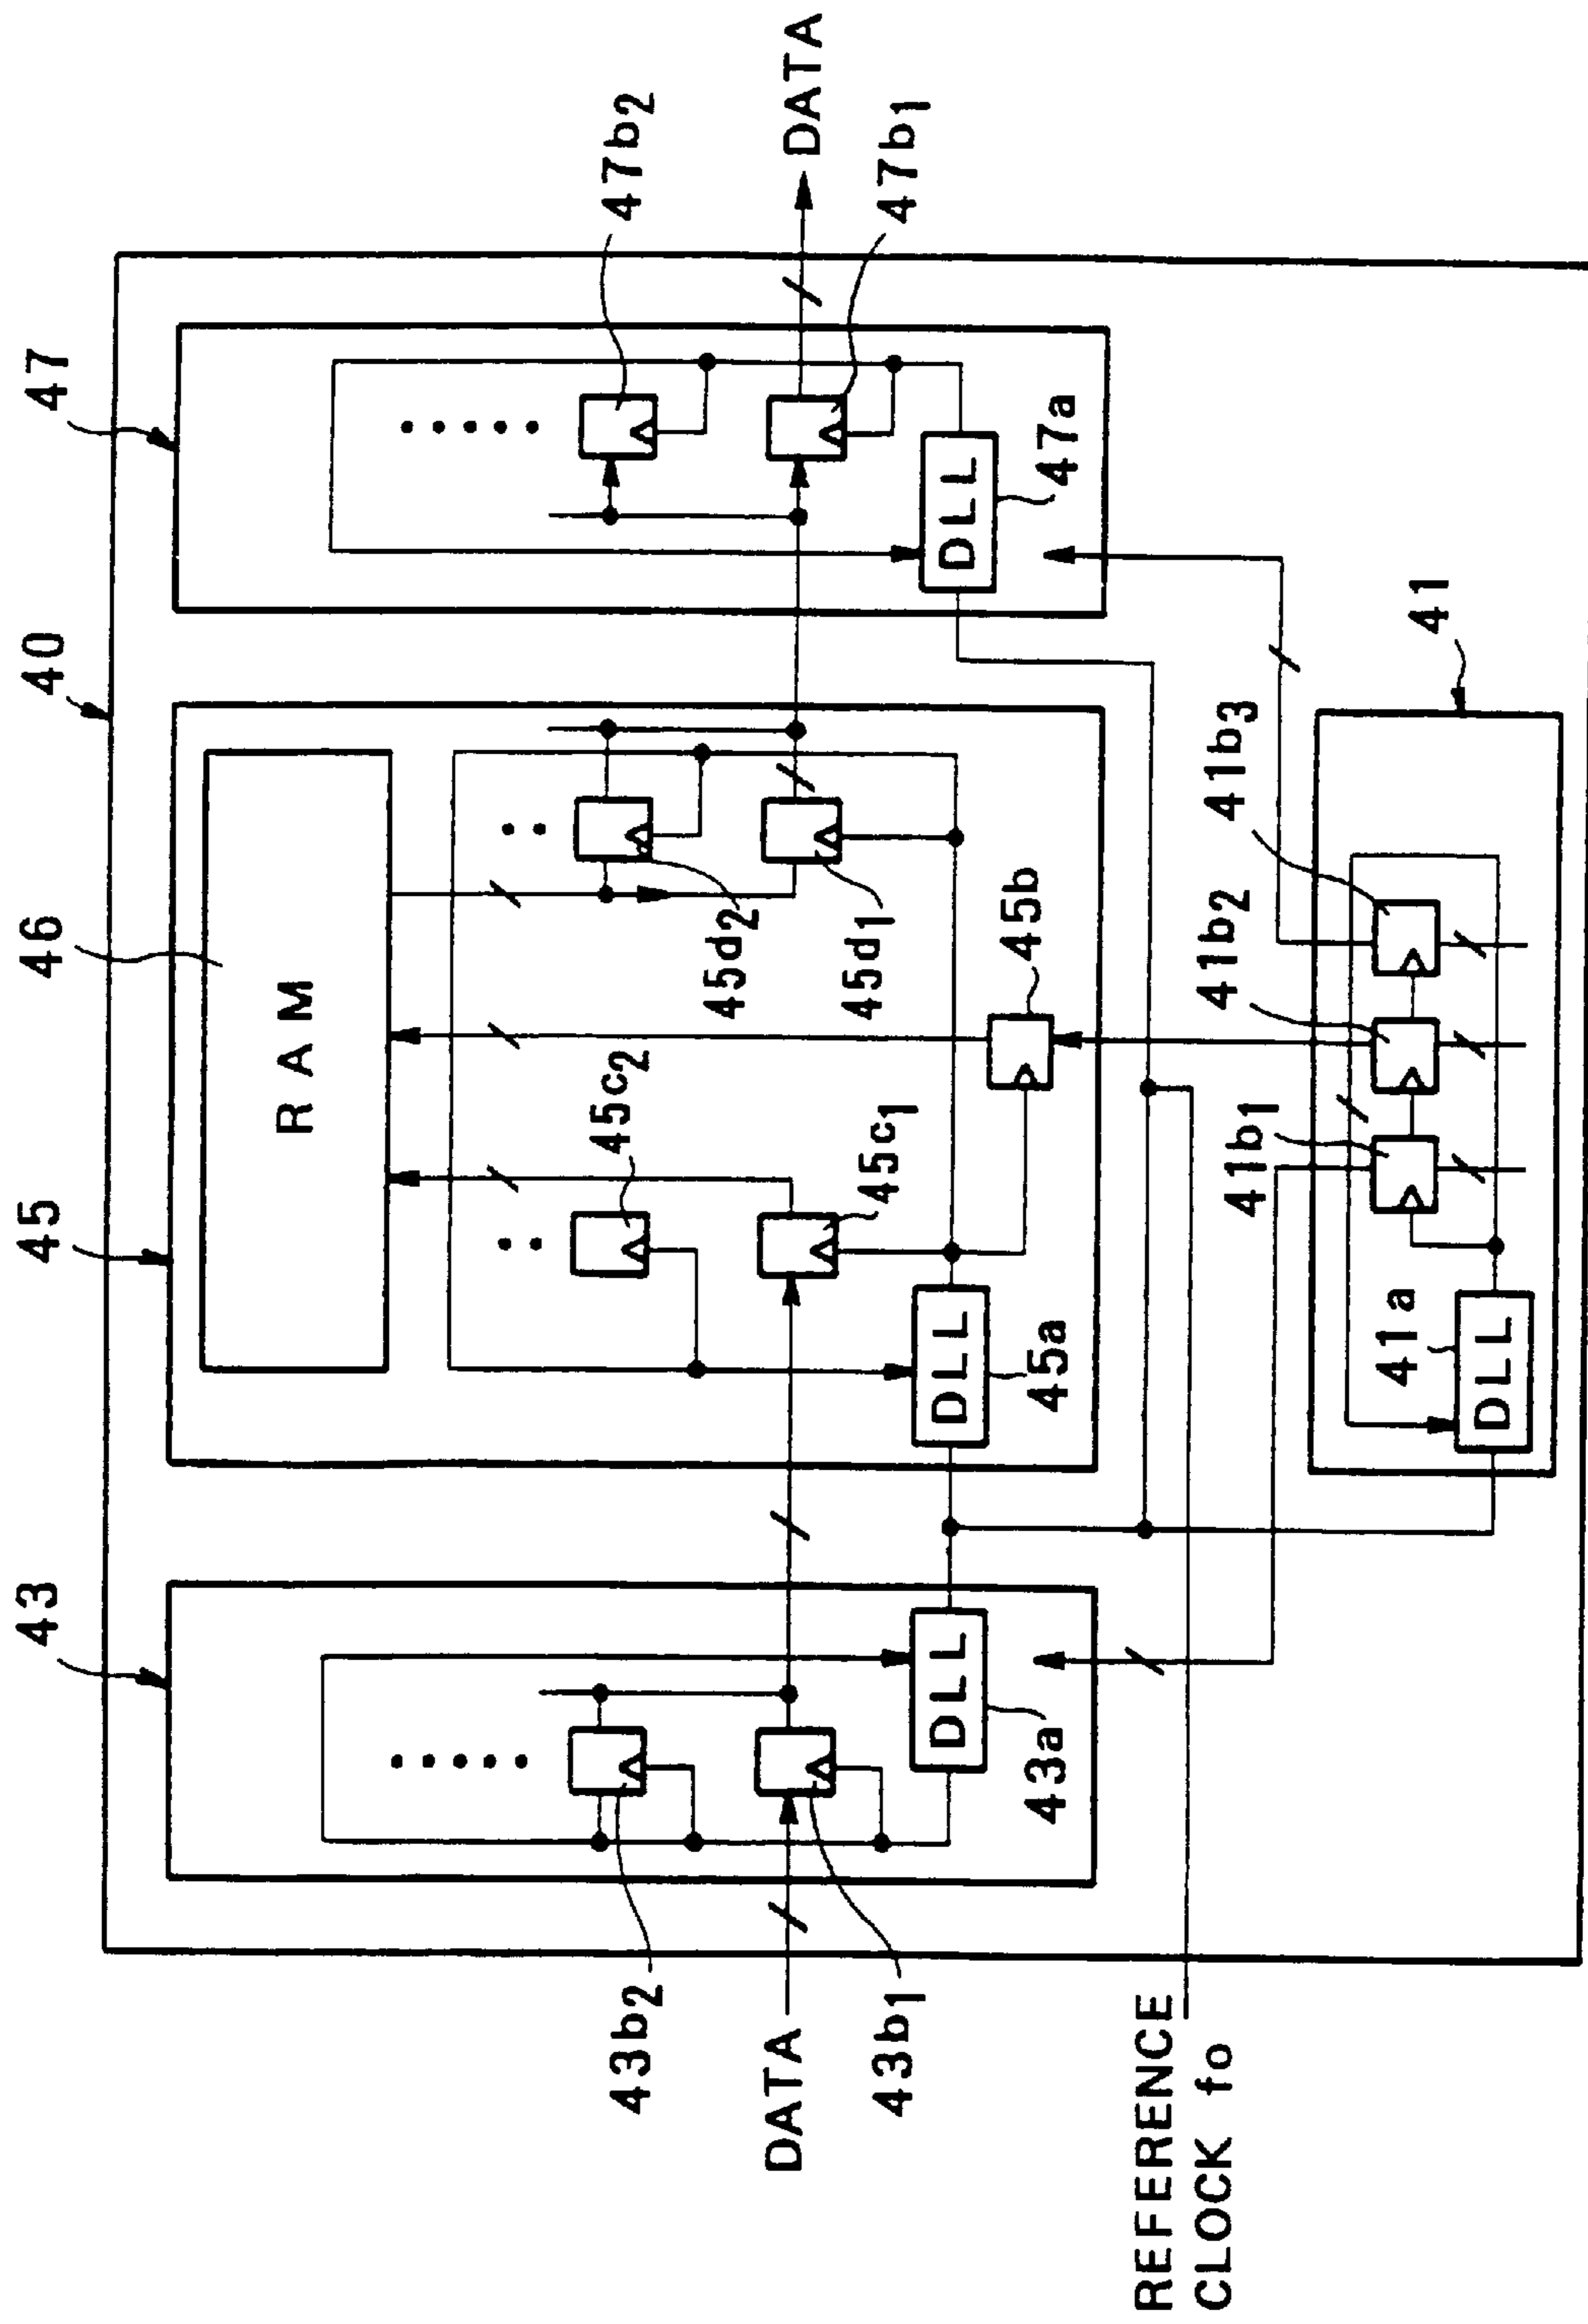 40
47
45
46
43
RAM
47b2
DATA
47b1
45c2
45d2
45d1
45c1
45b
43b2
DATA
43b1
DLL
43a
DLL
45a
DLL
47a
41
41b1
41b2
41b3
41a
DLL
REFERENCE
CLOCK fo